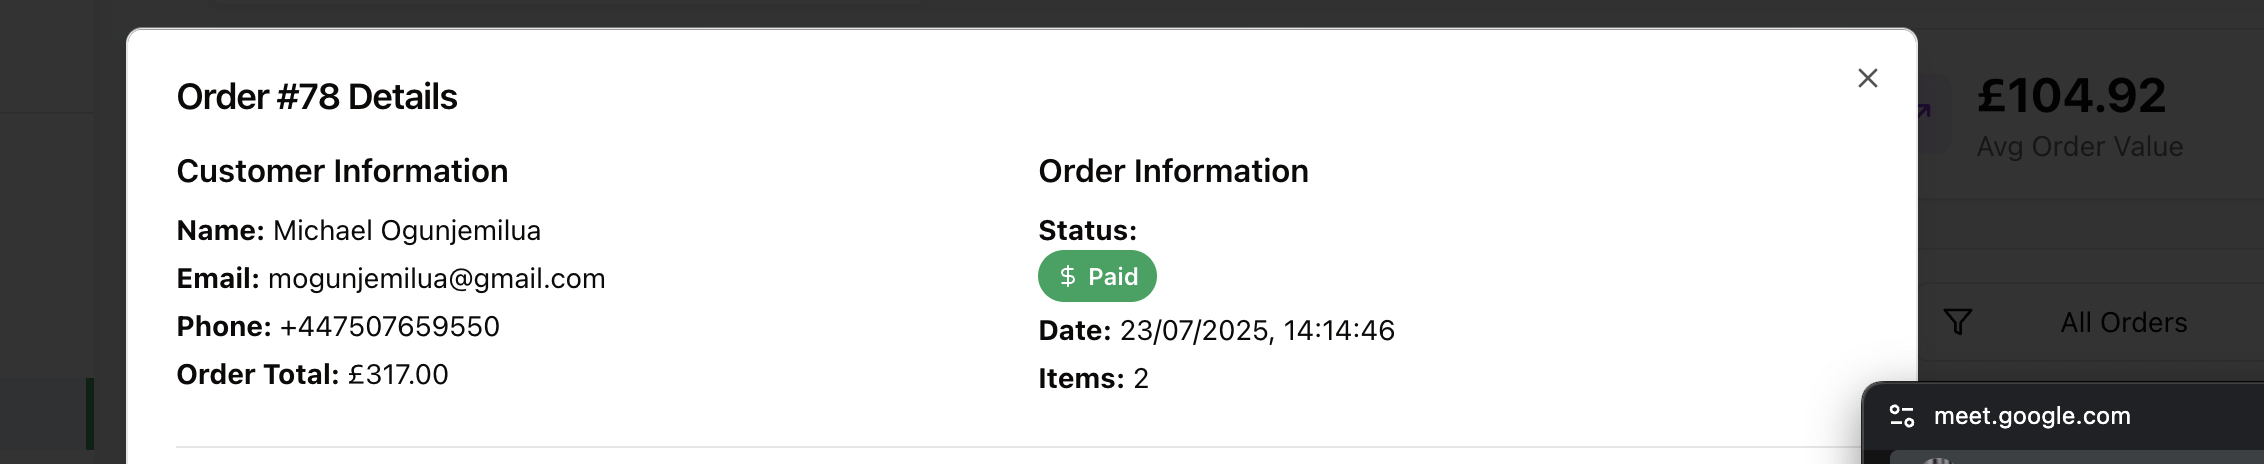 Order #78 Details
Customer Information
Name: Michael Ogunjemilua
Email: mogunjemilua@gmail.com
Phone: +447507659550
Order Total: £317.00
Order Information
Status:
$ Paid
Date: 23/07/2025, 14:14:46
Items: 2
£104.92
Avg Order Value
All Orders
meet.google.com